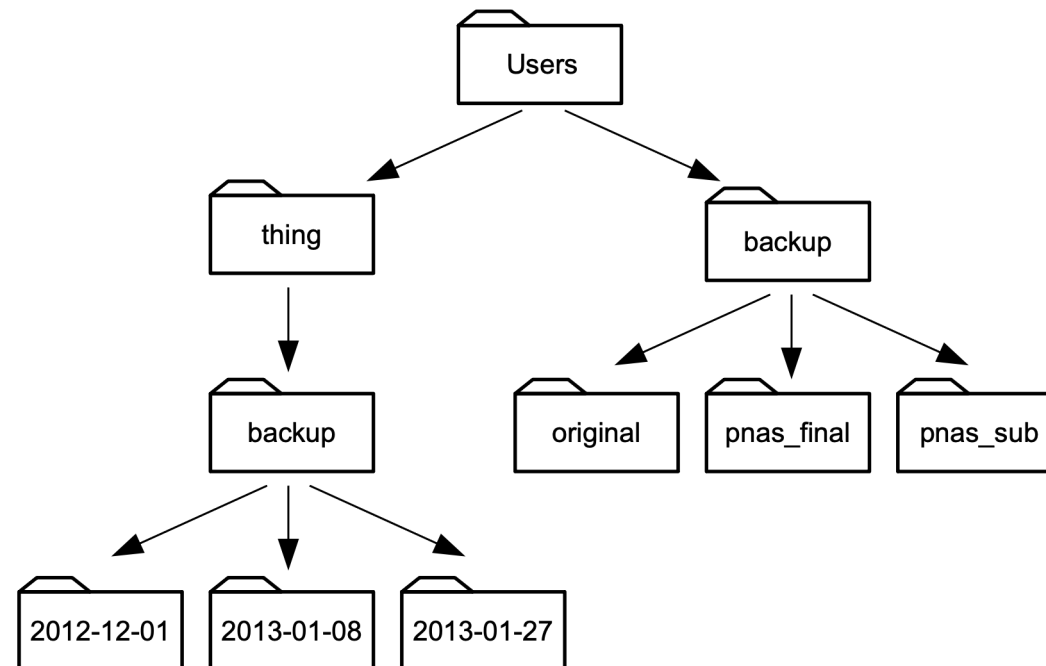 Users
thing
backup
backup
original
pnas_final
pnas_sub
2012-12-01
2013-01-08
2013-01-27